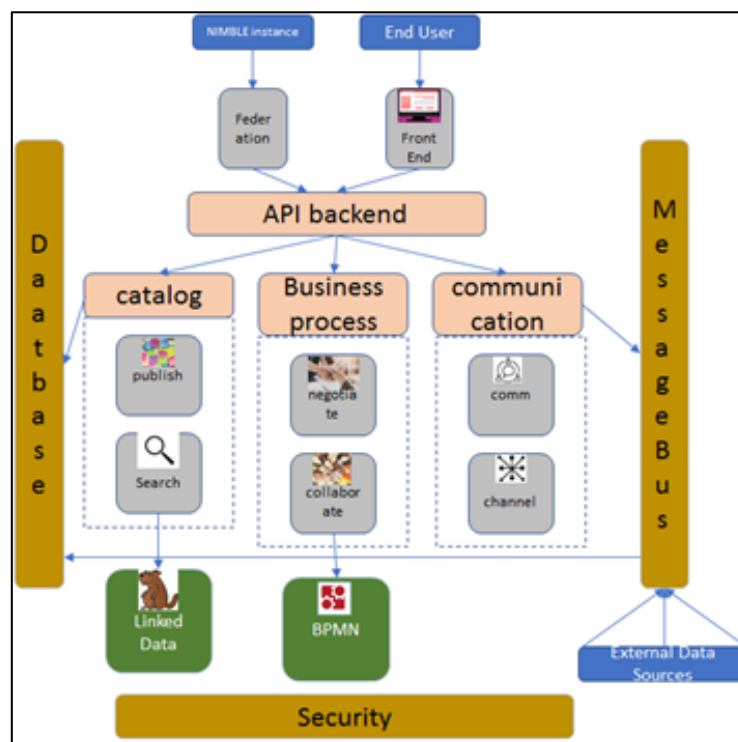 NIMBLE instance
End User
Feder
ation
Front
End
API backend
D
a
a
t
b
a
s
e
M
e
s
s
a
g
e
B
u
s
catalog
Business
process
communi
cation
publish
negotia
te
comm
Search
collabor
ate
channel
Linked
Data
BPMN
External Data
Sources
Security